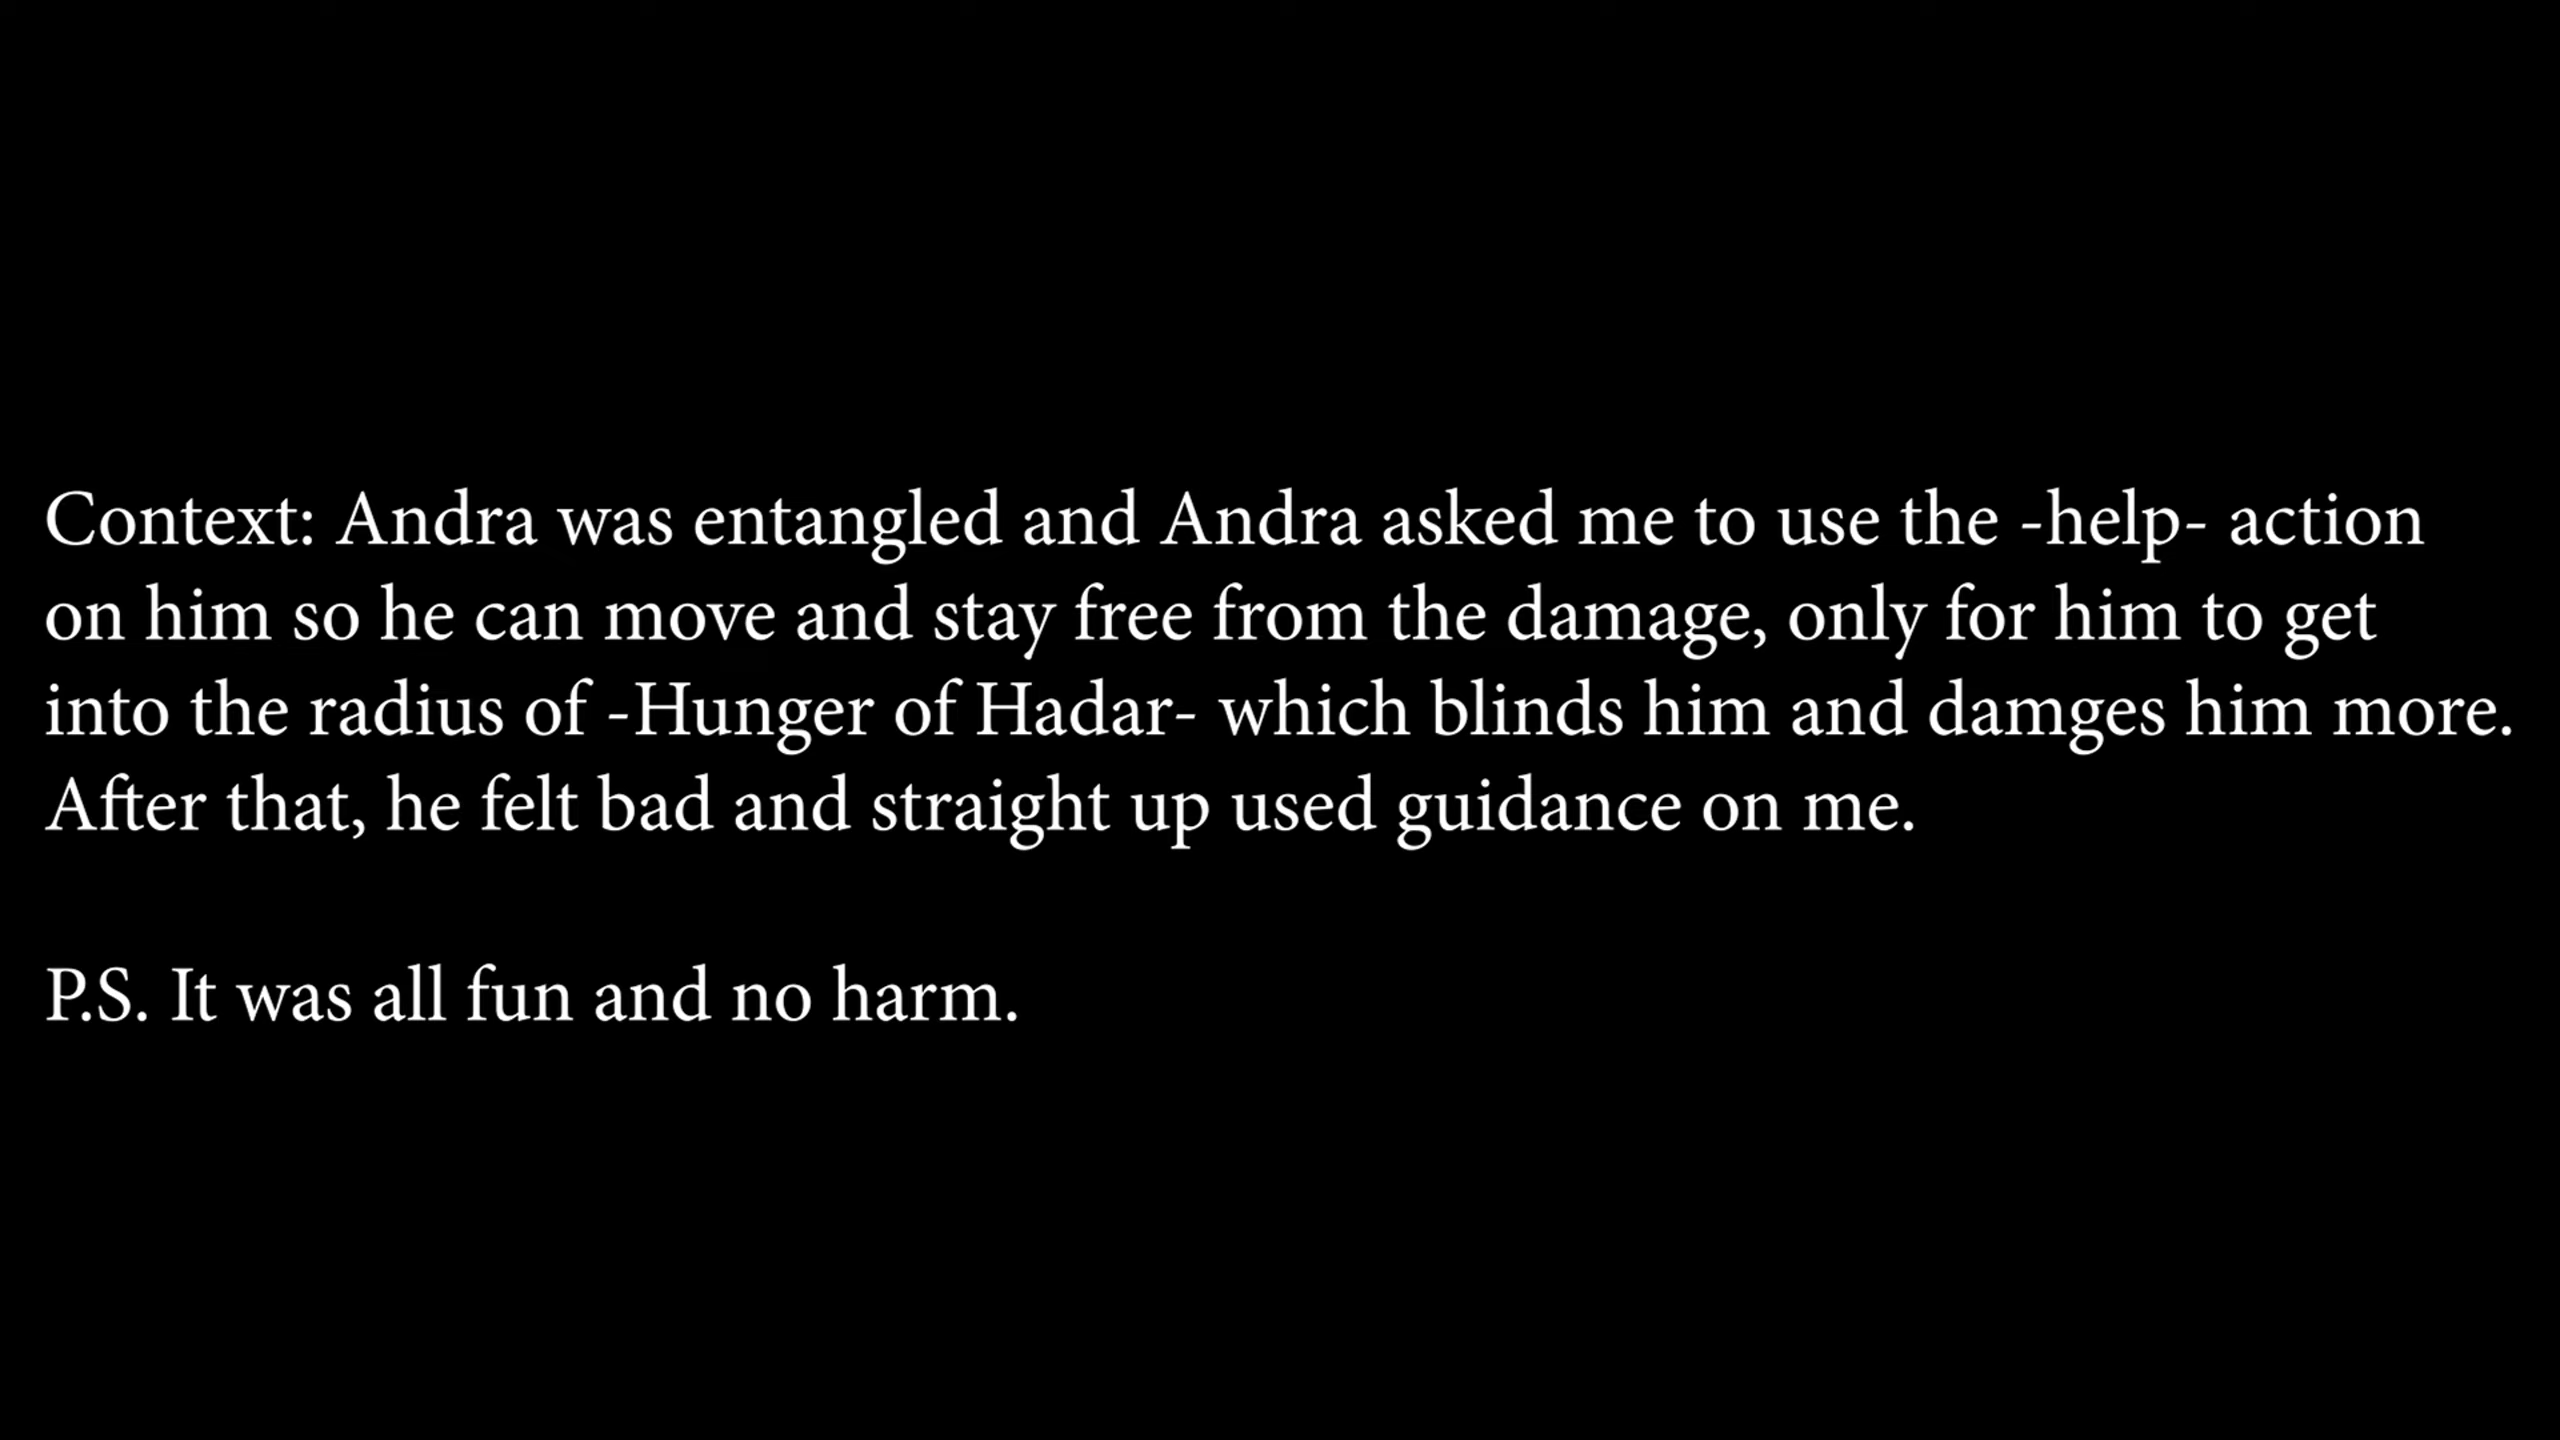 Context: Andra was entangled and Andra asked me to use the -help- action
on him so he can move and stay free from the damage, only for him to get
into the radius of -Hunger of Hadar- which blinds him and damges him more.
After that, he felt bad and straight up used guidance on me.
P.S. It was all fun and no harm.